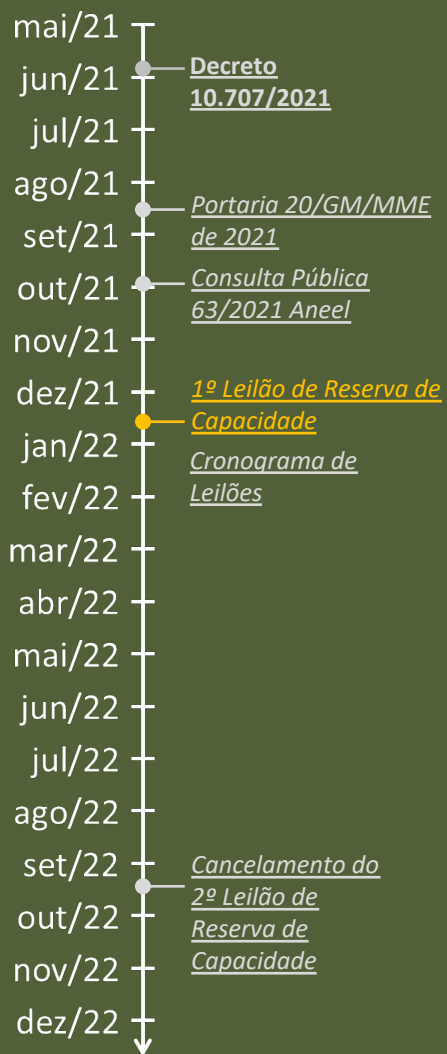 mai/21
jun/21
Decreto
10.707/2021
jul/21
ago/21
Portaria 20/GM/MME
de 2021
set/21
out/21
Consulta Pública
63/2021 Aneel
nov/21
dez/21
1º Leilão de Reserva de
Capacidade
jan/22
Cronograma de
Leilões
fev/22
mar/22
abr/22
mai/22
jun/22
jul/22
ago/22
set/22
Cancelamento do
2º Leilão de
Reserva de
Capacidade
out/22
nov/22
dez/22